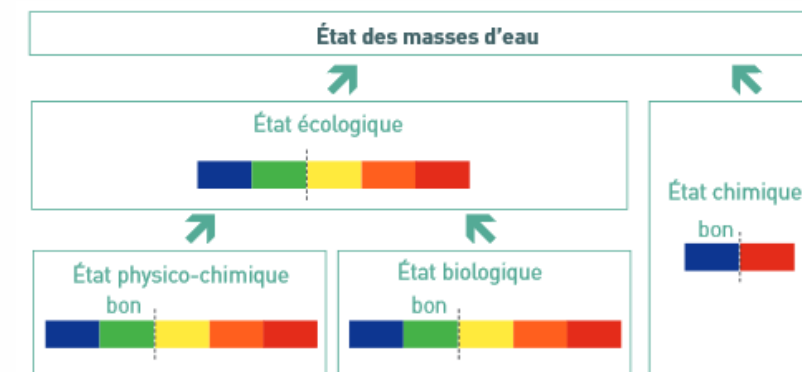 État des masses d’eau
État écologique
État chimique
bon
État physico-chimique
bon
État biologique
bon